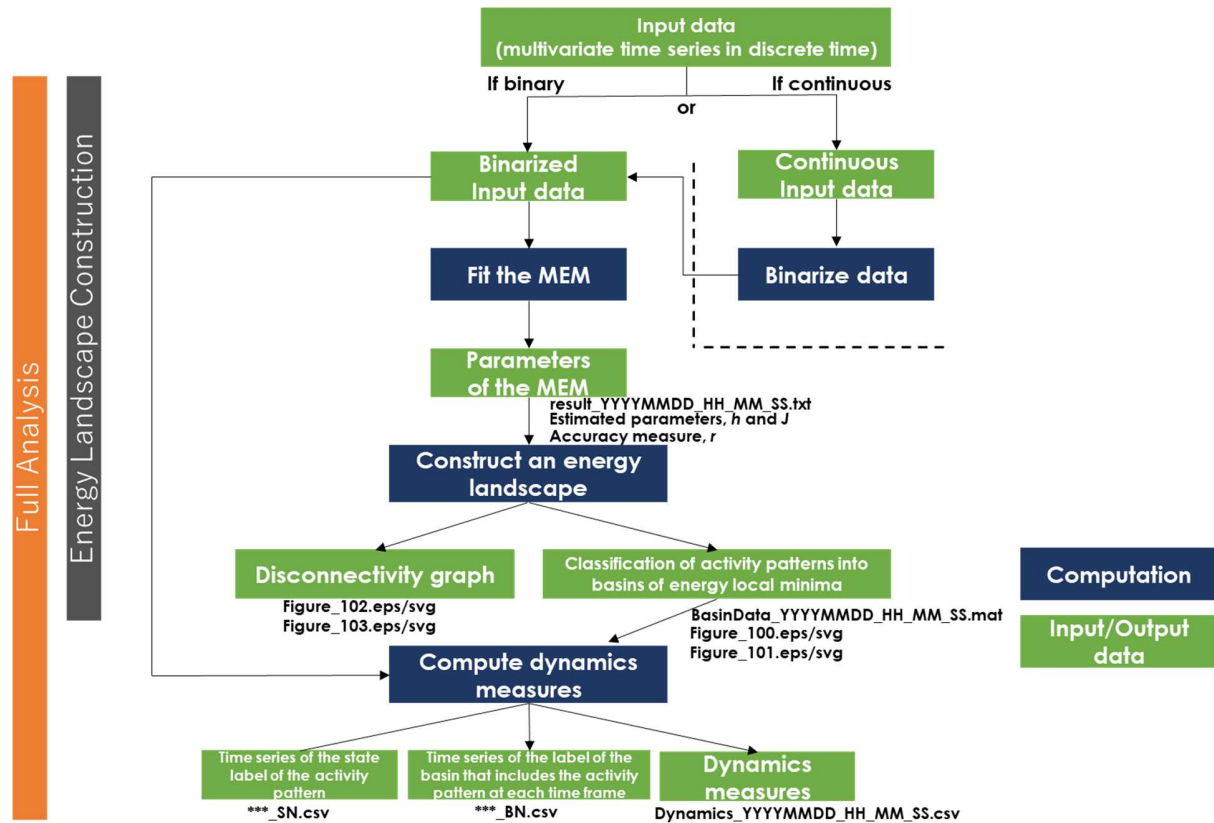 Input data
(multivariate time series in discrete time)
If binary
If continuous
or
Binarized
Input data
Continuous
Input data
Fit the MEM
Binarize data
Parameters
of the MEM
result_YYYYMMDD_HH_MM_SS.txt
Estimated parameters, h and J
Accuracy measure, r
Construct an energy
landscape
Disconnectivity graph
Figure_102.eps/svg
Figure_103.eps/svg
Classification of activity patterns into
basins of energy local minima
BasinData_YYYYMMDD_HH_MM_SS.mat
Figure_100.eps/svg
Figure_101.eps/svg
Compute dynamics
measures
Time series of the state
label of the activity
pattern
***_SN.csv
Time series of the label of the
basin that includes the activity
pattern at each time frame
***_BN.csv
Dynamics
measures
Dynamics_YYYYMMDD_HH_MM_SS.csv
Full Analysis
Energy Landscape Construction
Computation
Input/Output
data